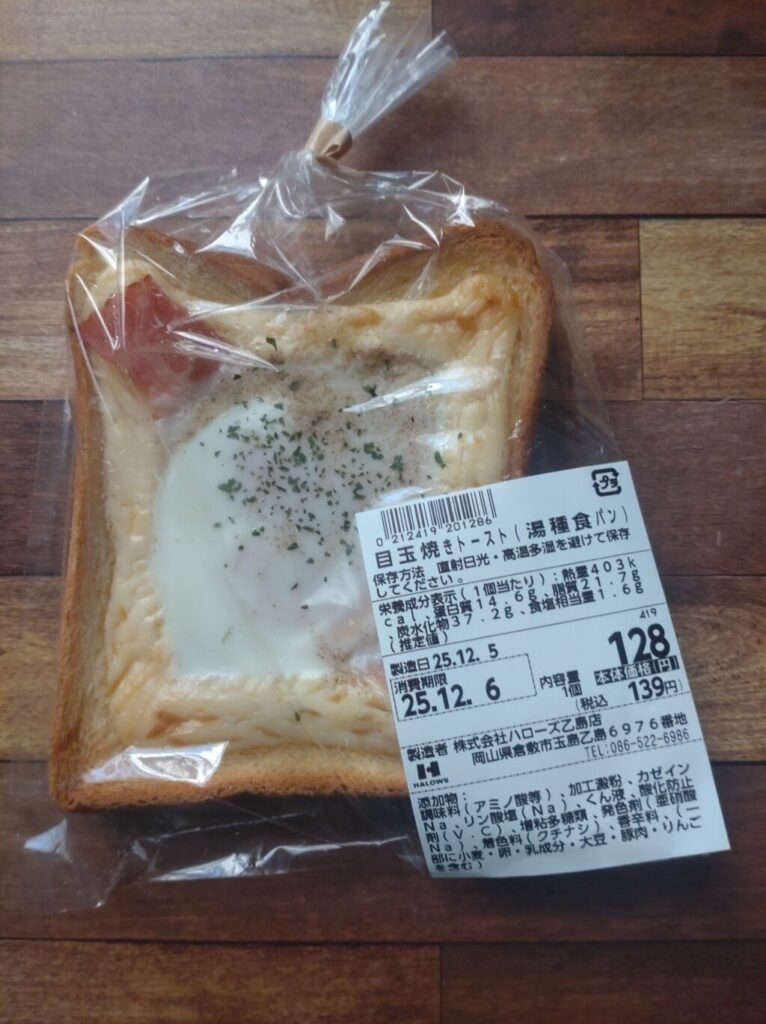 プラ
0 212419 201286
目玉焼きトースト(湯種食パン)
保存方法 直射日光・高温多湿を避けて保存
してください。
栄養成分表示(1個当たり):熱量403k
cal、蛋白質14.6g、脂質21.7g
、炭水化物37.2g、食塩相当量1.6g
(推定値)
419
製造日25.12.5
消費期限
25.12.6
内容量
1個
128
本体価格(円)
(税込 139円)
製造者 株式会社ハローズ乙島店
岡山県倉敷市玉島乙島6976番地
TEL:086-522-6986
HALOWS
添加物:
調味料(アミノ酸等)、加工澱粉、カゼイン
Na、リン酸塩(Na)、くん液、酸化防止
剤(V.C)、増粘多糖類、発色剤(亜硝酸
Na)、着色料(クチナシ)、香辛料、(一
部に小麦・卵・乳成分・大豆・豚肉・りんご
を含む)